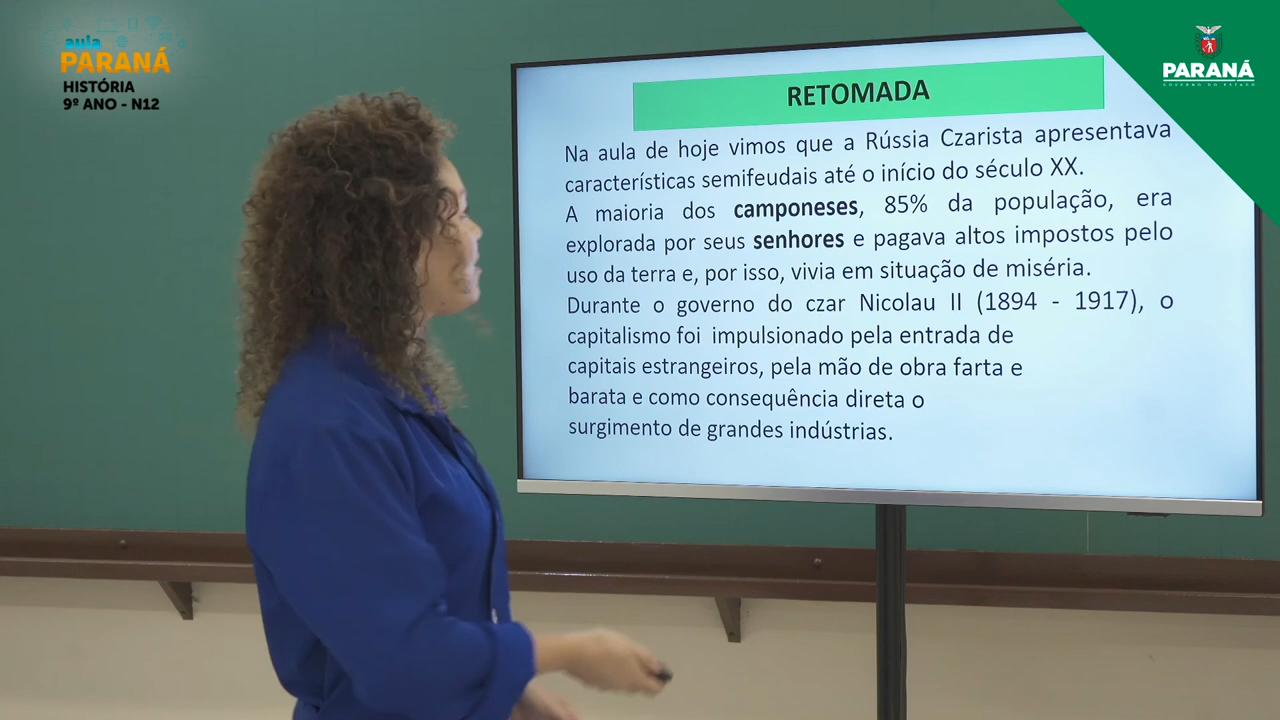 aula
PARANÁ
HISTÓRIA
9º ANO - N12
PARANÁ
GOVERNO DO ESTADO
RETOMADA
Na aula de hoje vimos que a Rússia Czarista apresentava
características semifeudais até o início do século XX.
A maioria dos camponeses, 85% da população, era
explorada por seus senhores e pagava altos impostos pelo
uso da terra e, por isso, vivia em situação de miséria.
Durante o governo do czar Nicolau II (1894 - 1917), o
capitalismo foi impulsionado pela entrada de
capitais estrangeiros, pela mão de obra farta e
barata e como consequência direta o
surgimento de grandes indústrias.